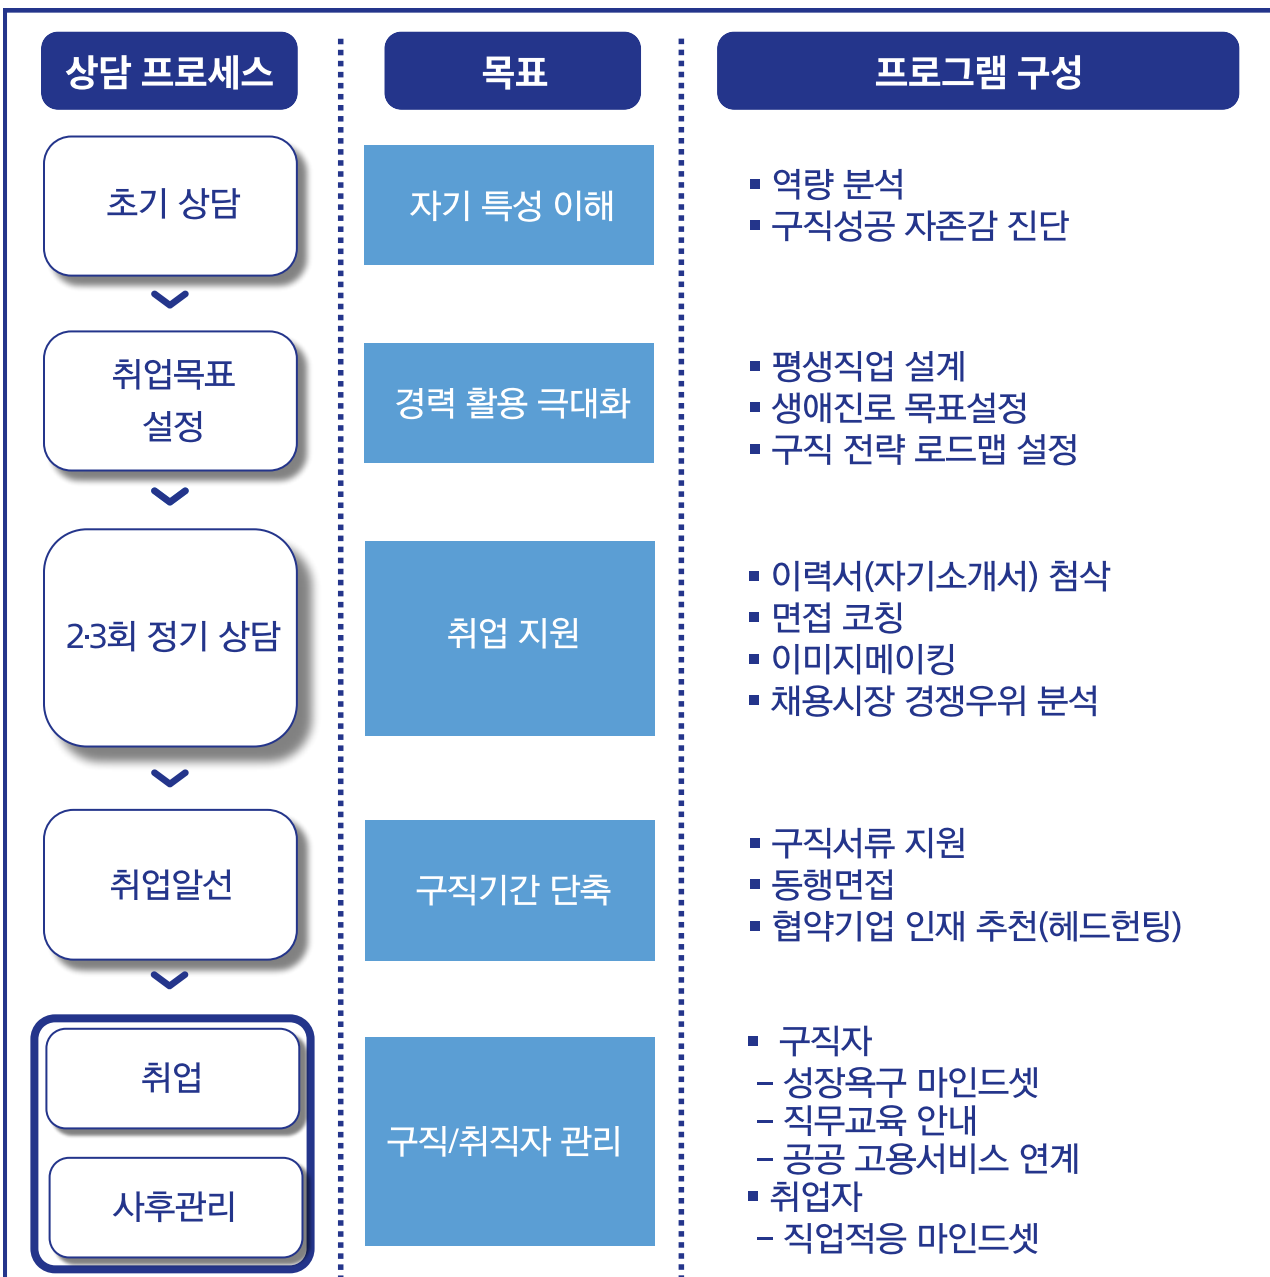 상담 프로세스
목표
프로그램 구성
초기 상담
자기 특성 이해
▪ 역량 분석
▪ 구직성공 자존감 진단
취업목표
설정
경력 활용 극대화
▪ 평생직업 설계
▪ 생애진로 목표설정
▪ 구직 전략 로드맵 설정
2·3회 정기 상담
취업 지원
▪ 이력서(자기소개서) 첨삭
▪ 면접 코칭
▪ 이미지메이킹
▪ 채용시장 경쟁우위 분석
취업알선
구직기간 단축
▪ 구직서류 지원
▪ 동행면접
▪ 협약기업 인재 추천(헤드헌팅)
취업
사후관리
구직/취직자 관리
▪ 구직자
– 성장욕구 마인드셋
– 직무교육 안내
– 공공 고용서비스 연계
▪ 취업자
– 직업적응 마인드셋